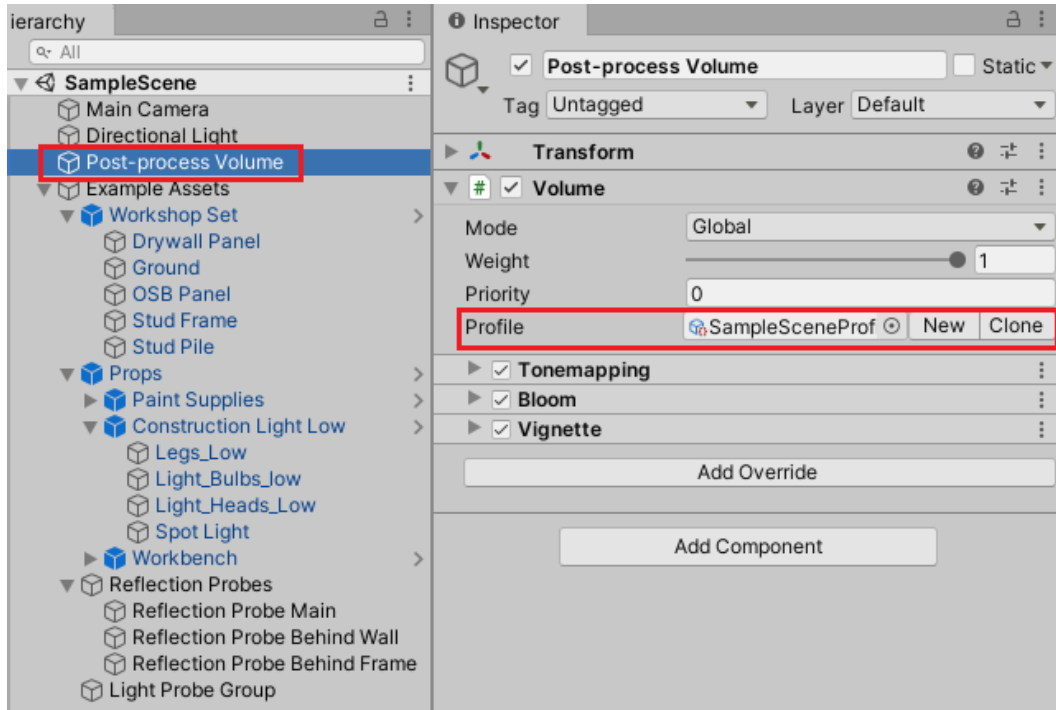 ierarchy
All
SampleScene
Main Camera
Directional Light
Post-process Volume
Example Assets
Workshop Set
Drywall Panel
Ground
OSB Panel
Stud Frame
Stud Pile
Props
Paint Supplies
Construction Light Low
Legs_Low
Light_Bulbs_low
Light_Heads_Low
Spot Light
Workbench
Reflection Probes
Reflection Probe Main
Reflection Probe Behind Wall
Reflection Probe Behind Frame
Light Probe Group
Inspector
Post-process Volume Static
Tag Untagged Layer Default
Transform
# Volume
Mode Global
Weight 1
Priority 0
Profile SampleSceneProf New Clone
Tonemapping
Bloom
Vignette
Add Override
Add Component